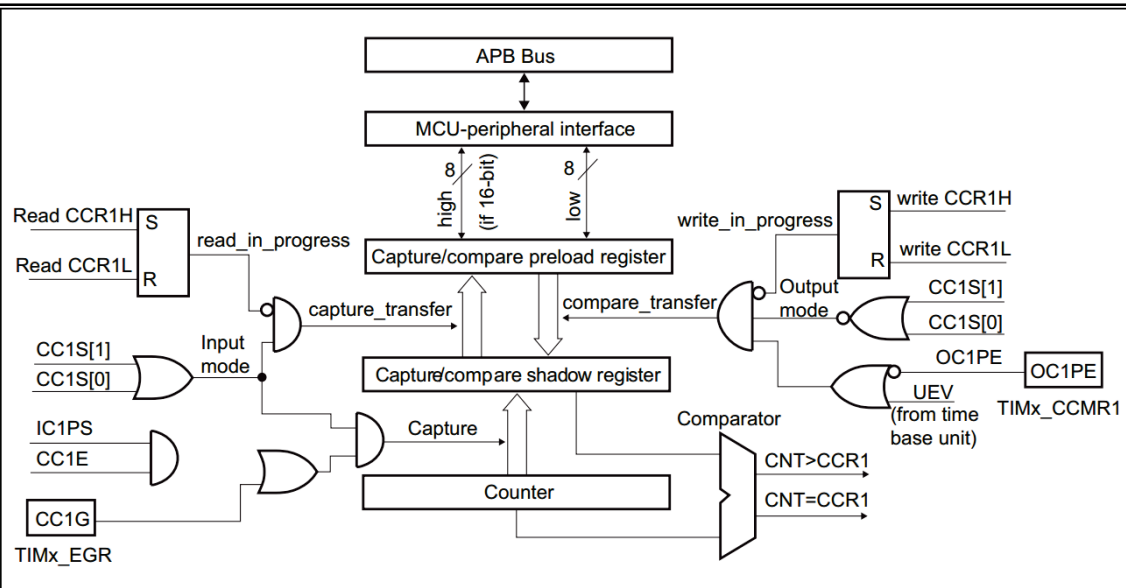 APB Bus
MCU-peripheral interface
8
high
(if 16-bit)
8
low
Read CCR1H
S
read_in_progress
Read CCR1L
R
write_in_progress
S
write CCR1H
R
write CCR1L
Capture/compare preload register
capture_transfer
compare_transfer
Output
mode
CC1S[1]
CC1S[0]
CC1S[1]
CC1S[0]
Input
mode
Capture/compare shadow register
OC1PE
OC1PE
UEV
(from time
base unit)
TIMx_CCMR1
IC1PS
CC1E
Capture
Comparator
CNT>CCR1
CNT=CCR1
Counter
CC1G
TIMx_EGR